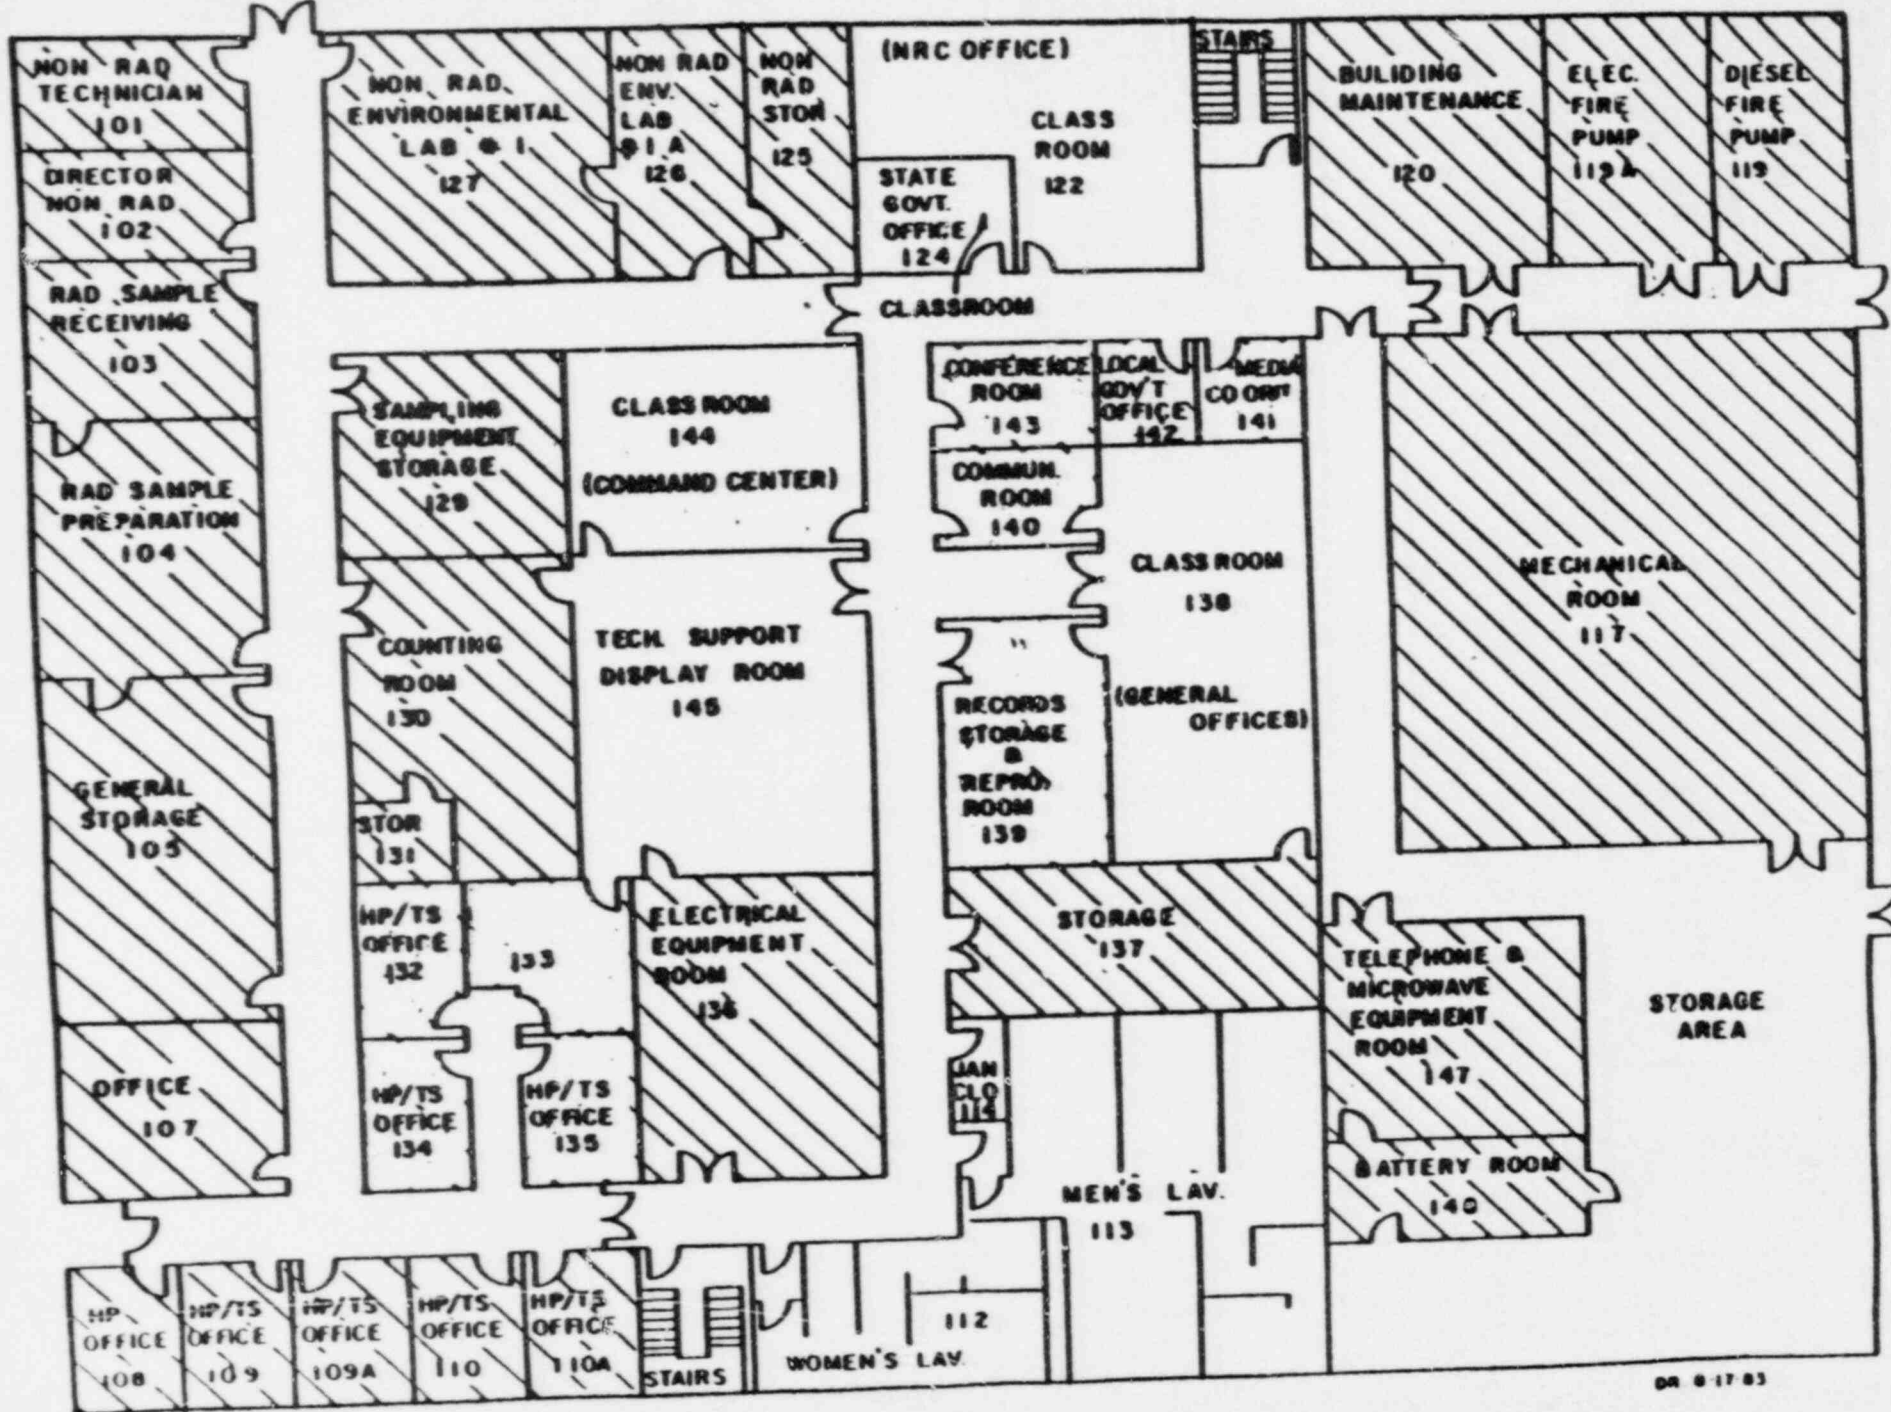 NON RAD
TECHNICIAN
101
DIRECTOR
NON RAD
102
RAD SAMPLE
RECEIVING
103
RAD SAMPLE
PREPARATION
104
GENERAL
STORAGE
105
OFFICE
107
HP
OFFICE
108
HP/TS
OFFICE
109
HP/TS
OFFICE
109A
HP/TS
OFFICE
110
HP/TS
OFFICE
110A
STAIRS
WOMEN'S LAV.
112
MEN'S LAV.
113
JAN
CLO
114
NON RAD
ENVIRONMENTAL
LAB # 1
127
NON RAD
ENV.
LAB
# 1 A
126
NON
RAD
STOR
125
(NRC OFFICE)
CLASS
ROOM
122
STATE
GOVT.
OFFICE
124
CLASSROOM
STAIRS
BULIDING
MAINTENANCE
120
ELEC.
FIRE
PUMP
119A
DIESEL
FIRE
PUMP
119
SAMPLING
EQUIPMENT
STORAGE
129
CLASSROOM
144
(COMMAND CENTER)
CONFERENCE
ROOM
143
LOCAL
GOV'T
OFFICE
142
MEDIA
COORD
141
COMMUN.
ROOM
140
CLASSROOM
138
(GENERAL
OFFICES)
MECHANICAL
ROOM
117
COUNTING
ROOM
130
STOR
131
TECH. SUPPORT
DISPLAY ROOM
145
RECORDS
STORAGE
&
REPRO.
ROOM
139
HP/TS
OFFICE
132
133
HP/TS
OFFICE
134
HP/TS
OFFICE
135
ELECTRICAL
EQUIPMENT
ROOM
136
STORAGE
137
TELEPHONE &
MICROWAVE
EQUIPMENT
ROOM
147
BATTERY ROOM
STORAGE
AREA